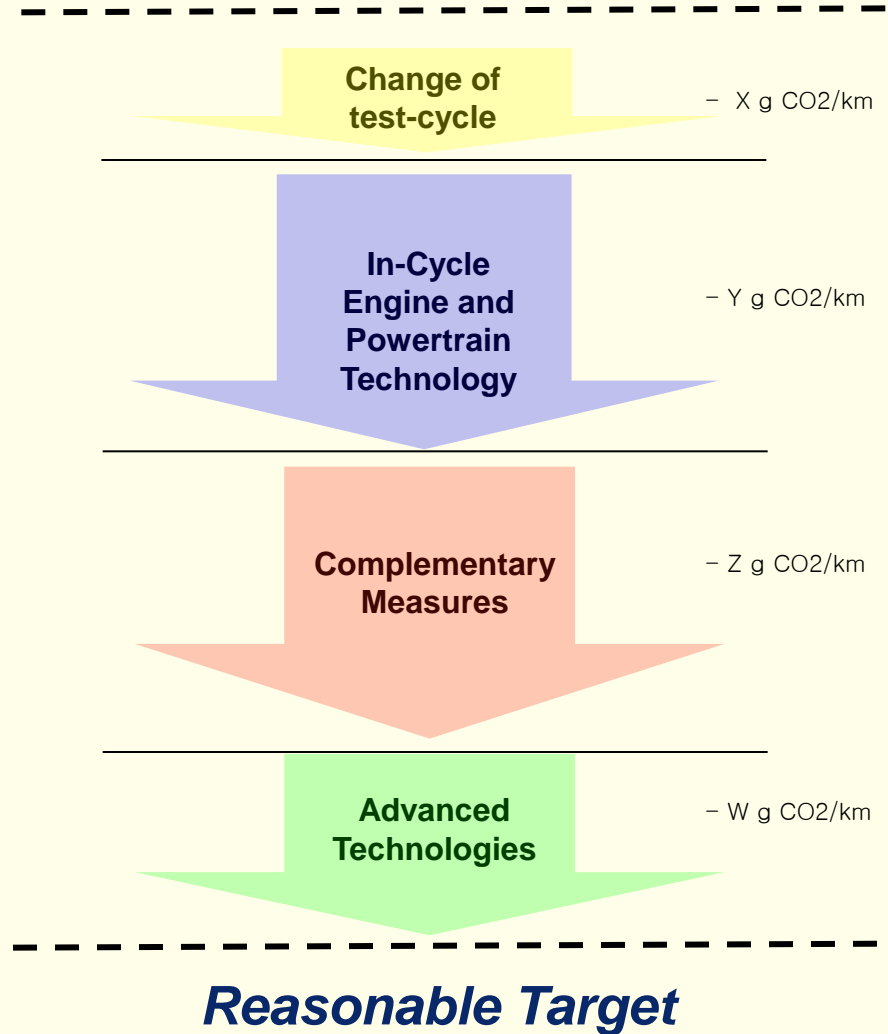 Change of
test-cycle
- X g CO2/km
In-Cycle
Engine and
Powertrain
Technology
- Y g CO2/km
Complementary
Measures
- Z g CO2/km
Advanced
Technologies
- W g CO2/km
Reasonable Target